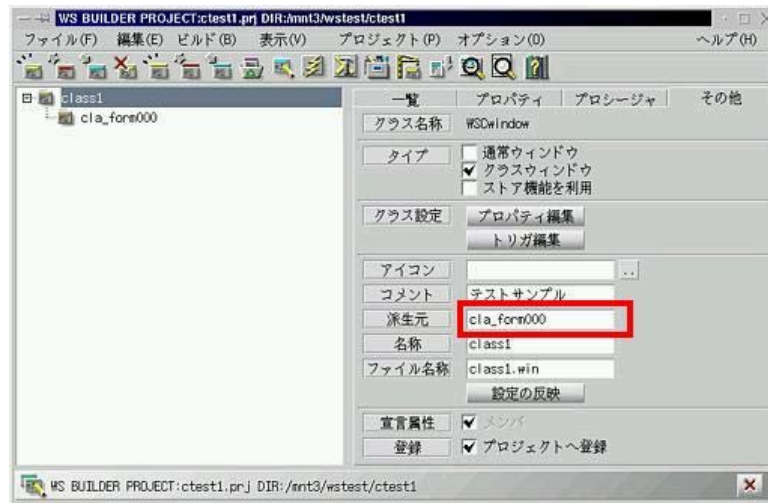 WS BUILDER PROJECT:ctest1.prj DIR:/mnt3/wstest/ctest1
ファイル(F) 編集(E) ビルド(B) 表示(V) プロジェクト(P) オプション(O) ヘルプ(H)
class1
cla_form000
一覧 プロパティ プロシージャ その他
クラス名称 WSCwindow
タイプ 通常ウィンドウ
クラスウィンドウ
ストア機能を利用
クラス設定 プロパティ編集
トリガ編集
アイコン ..
コメント テストサンプル
派生元 cla_form000
名称 class1
ファイル名称 class1.win
設定の反映
宣言属性 メンバ
登録 プロジェクトへ登録
WS BUILDER PROJECT:ctest1.prj DIR:/mnt3/wstest/ctest1